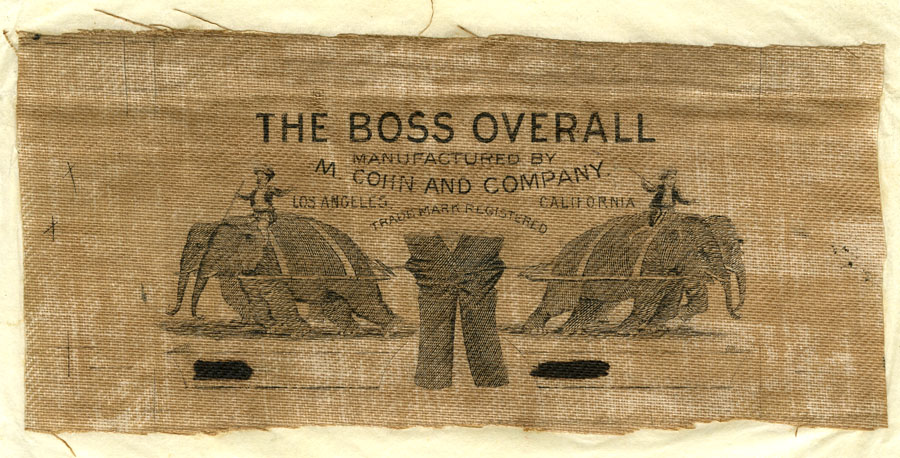 THE BOSS OVERALL
MANUFACTURED BY
M. COHN AND COMPANY.
LOS ANGELES CALIFORNIA
TRADE MARK REGISTERED